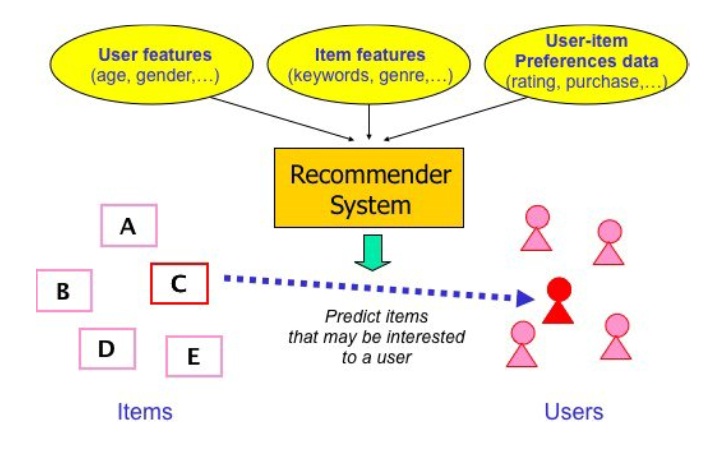 User features
(age, gender,...)
Item features
(keywords, genre,...)
User-item
Preferences data
(rating, purchase,...)
Recommender
System
A
B
C
D
E
Predict items
that may be interested
to a user
Items
Users